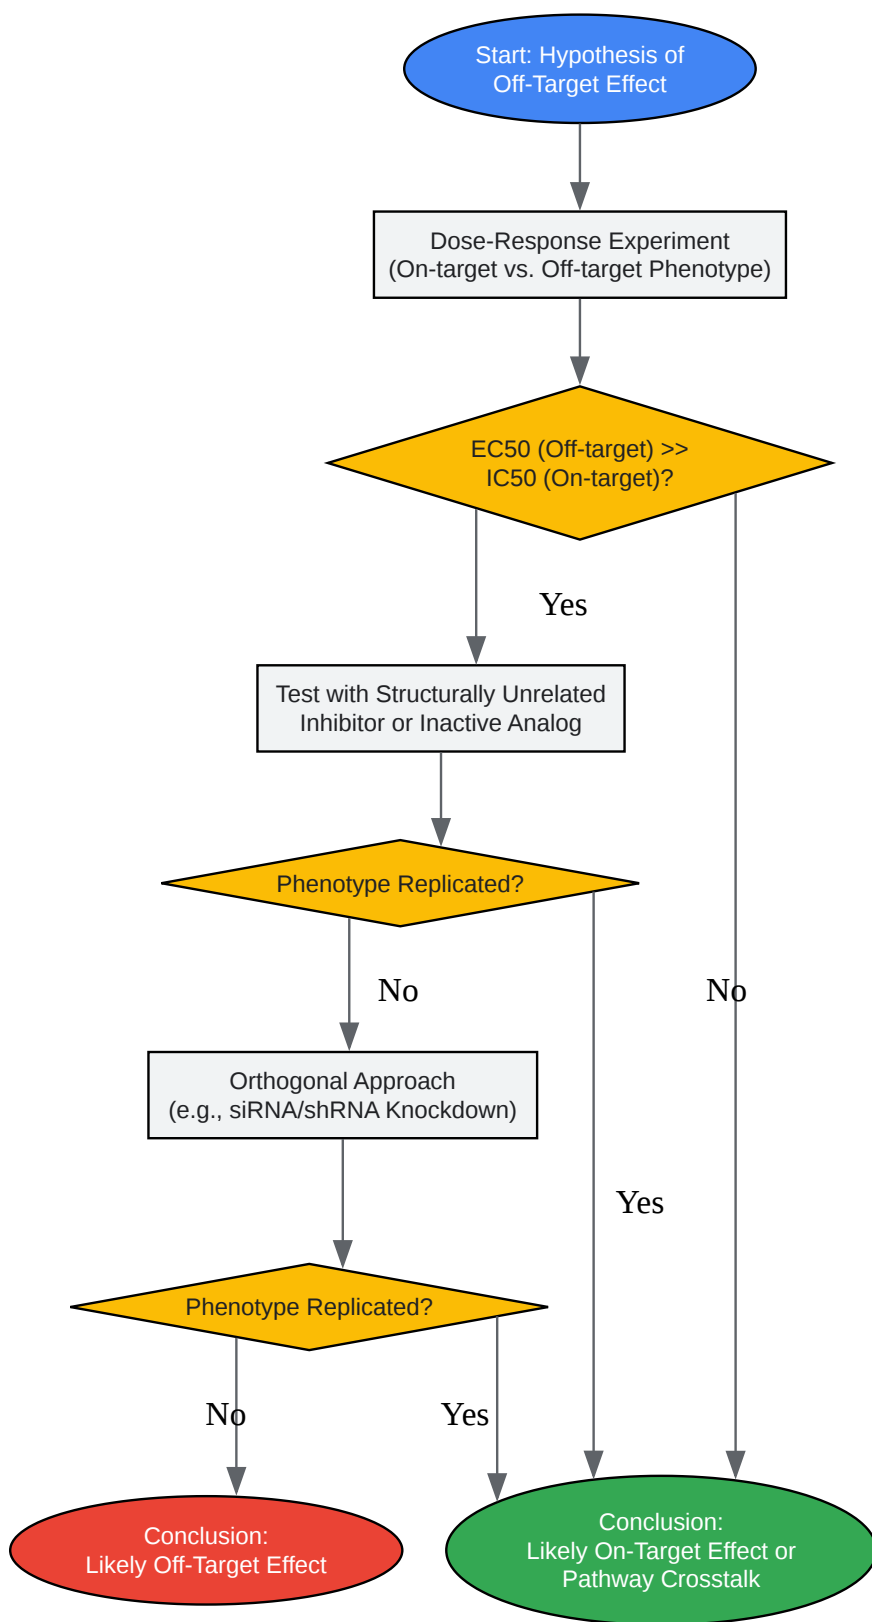 Start: Hypothesis of
Off-Target Effect
Dose-Response Experiment
(On-target vs. Off-target Phenotype)
EC50 (Off-target) >>
IC50 (On-target)?
Yes
Test with Structurally Unrelated
Inhibitor or Inactive Analog
Phenotype Replicated?
No
No
Orthogonal Approach
(e.g., siRNA/shRNA Knockdown)
Yes
Phenotype Replicated?
No
Yes
Conclusion:
Likely Off-Target Effect
Conclusion:
Likely On-Target Effect or
Pathway Crosstalk